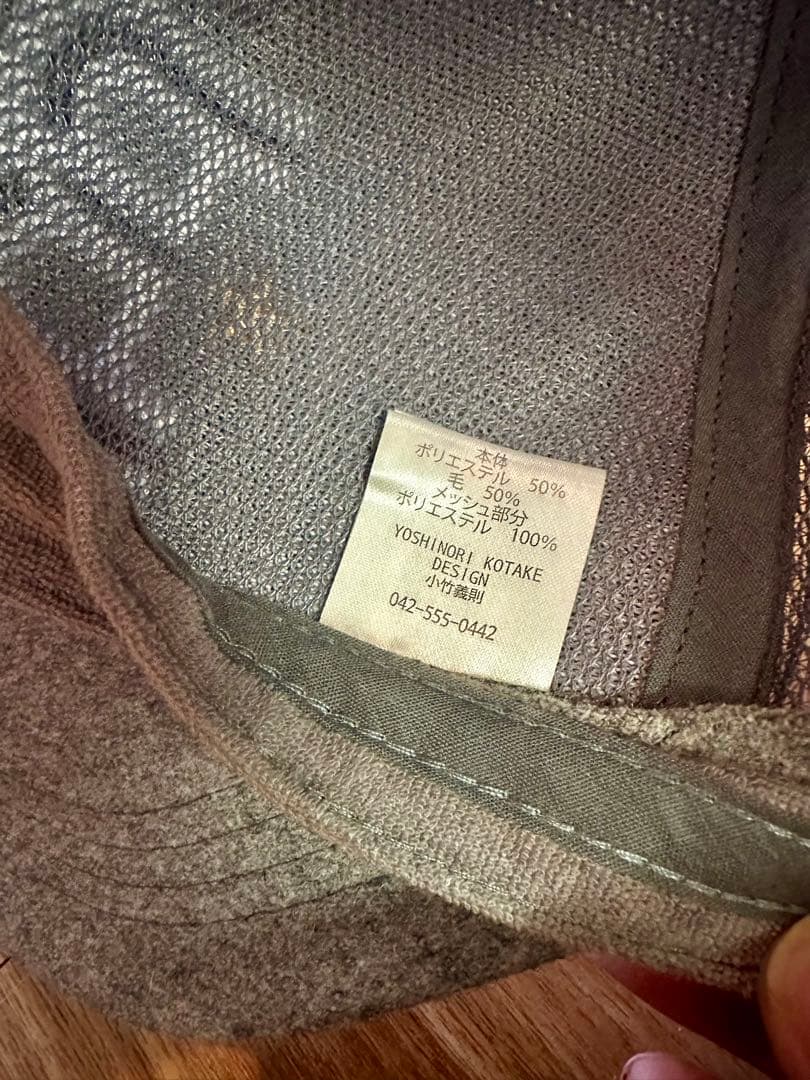 本体
ポリエステル 50%
毛 50%
メッシュ部分
ポリエステル 100%
YOSHINORI KOTAKE
DESIGN
小竹義則
042-555-0442